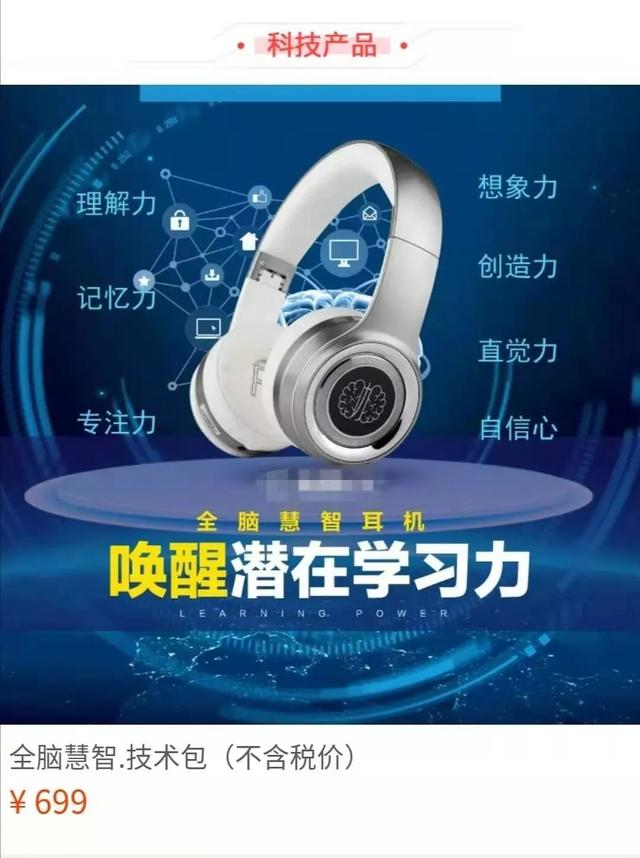 科技产品
理解力
记忆力
专注力
想象力
创造力
直觉力
自信心
全脑慧智耳机
唤醒潜在学习力
LEARNING POWER
全脑慧智.技术包（不含税价）
¥ 699